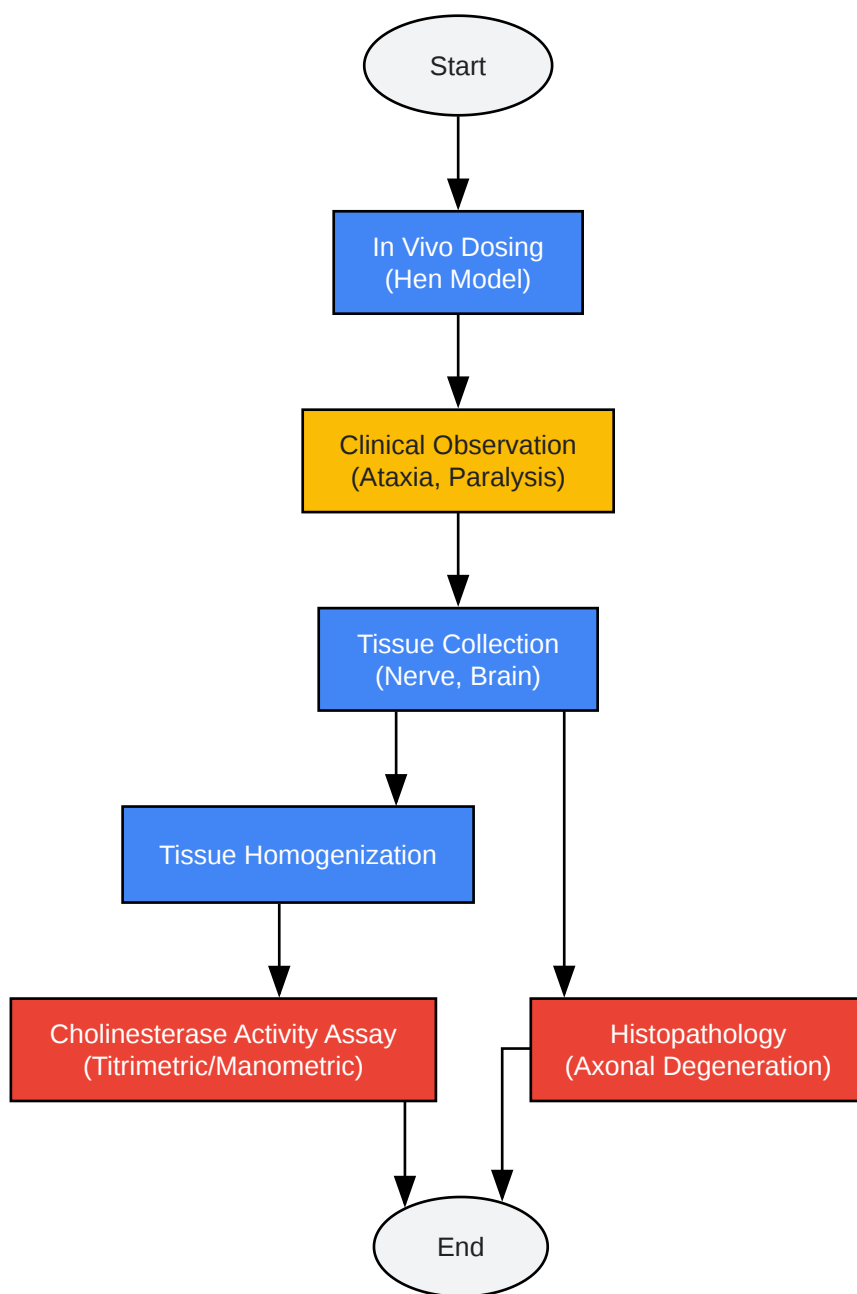 Start
In Vivo Dosing
(Hen Model)
Clinical Observation
(Ataxia, Paralysis)
Tissue Collection
(Nerve, Brain)
Tissue Homogenization
Cholinesterase Activity Assay
(Titrimetric/Manometric)
Histopathology
(Axonal Degeneration)
End